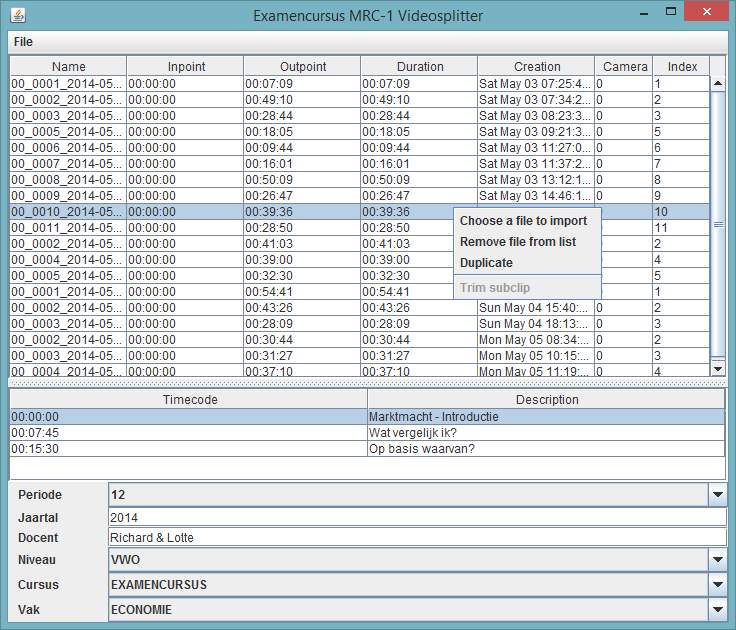 Examencursus MRC-1 Videosplitter
File
Name Inpoint Outpoint Duration Creation Camera Index
00_0001_2014-05... 00:00:00 00:07:09 00:07:09 Sat May 03 07:25:4... 0 1
00_0002_2014-05... 00:00:00 00:49:10 00:49:10 Sat May 03 07:34:2... 0 2
00_0003_2014-05... 00:00:00 00:28:44 00:28:44 Sat May 03 08:23:3... 0 3
00_0005_2014-05... 00:00:00 00:18:05 00:18:05 Sat May 03 09:21:3... 0 5
00_0006_2014-05... 00:00:00 00:09:44 00:09:44 Sat May 03 11:27:0... 0 6
00_0007_2014-05... 00:00:00 00:16:01 00:16:01 Sat May 03 11:37:2... 0 7
00_0008_2014-05... 00:00:00 00:50:09 00:50:09 Sat May 03 13:12:1... 0 8
00_0009_2014-05... 00:00:00 00:26:47 00:26:47 Sat May 03 14:46:1... 0 9
00_0010_2014-05... 00:00:00 00:39:36 00:39:36 10
00_0011_2014-05... 00:00:00 00:28:50 00:28:50 Choose a file to import 11
00_0002_2014-05... 00:00:00 00:41:03 00:41:03 Remove file from list 2
00_0004_2014-05... 00:00:00 00:39:00 00:39:00 Duplicate 4
00_0005_2014-05... 00:00:00 00:32:30 00:32:30 5
00_0001_2014-05... 00:00:00 00:54:41 00:54:41 Trim subclip 1
00_0002_2014-05... 00:00:00 00:43:26 00:43:26 Sun May 04 15:40:... 0 2
00_0003_2014-05... 00:00:00 00:28:09 00:28:09 Sun May 04 18:13:... 0 3
00_0002_2014-05... 00:00:00 00:30:44 00:30:44 Mon May 05 08:34:... 0 2
00_0003_2014-05... 00:00:00 00:31:27 00:31:27 Mon May 05 10:15:... 0 3
00_0004_2014-05... 00:00:00 00:37:10 00:37:10 Mon May 05 11:19:... 0 4
Timecode Description
00:00:00 Marktmacht - Introductie
00:07:45 Wat vergelijk ik?
00:15:30 Op basis waarvan?
Periode 12
Jaartal 2014
Docent Richard & Lotte
Niveau VWO
Cursus EXAMENCURSUS
Vak ECONOMIE